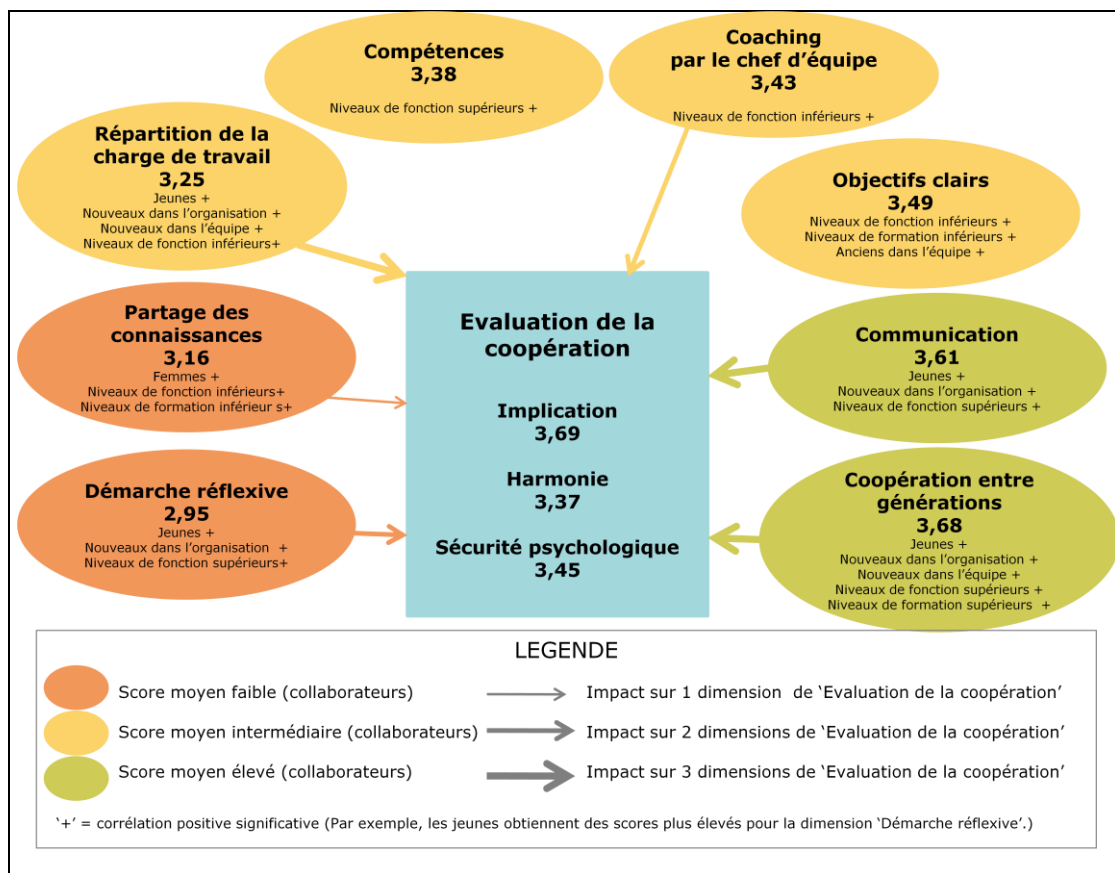 Compétences
3,38
Niveaux de fonction supérieurs +
Coaching
par le chef d’équipe
3,43
Niveaux de fonction inférieurs +
Répartition de la
charge de travail
3,25
Jeunes +
Nouveaux dans l’organisation +
Nouveaux dans l’équipe +
Niveaux de fonction inférieurs+
Objectifs clairs
3,49
Niveaux de fonction inférieurs +
Niveaux de formation inférieurs +
Anciens dans l’équipe +
Partage des
connaissances
3,16
Femmes +
Niveaux de fonction inférieurs+
Niveaux de formation inférieur s+
Evaluation de la
coopération
Implication
3,69
Harmonie
3,37
Sécurité psychologique
3,45
Communication
3,61
Jeunes +
Nouveaux dans l’organisation +
Niveaux de fonction supérieurs +
Démarche réflexive
2,95
Jeunes +
Nouveaux dans l’organisation +
Niveaux de fonction supérieurs+
Coopération entre
générations
3,68
Jeunes +
Nouveaux dans l’organisation +
Nouveaux dans l’équipe +
Niveaux de fonction supérieurs +
Niveaux de formation supérieurs +
LEGENDE
Score moyen faible (collaborateurs)
Impact sur 1 dimension de ‘Evaluation de la coopération’
Score moyen intermédiaire (collaborateurs)
Impact sur 2 dimensions de ‘Evaluation de la coopération’
Score moyen élevé (collaborateurs)
Impact sur 3 dimensions de ‘Evaluation de la coopération’
‘+’ = corrélation positive significative (Par exemple, les jeunes obtiennent des scores plus élevés pour la dimension ‘Démarche réflexive’.)